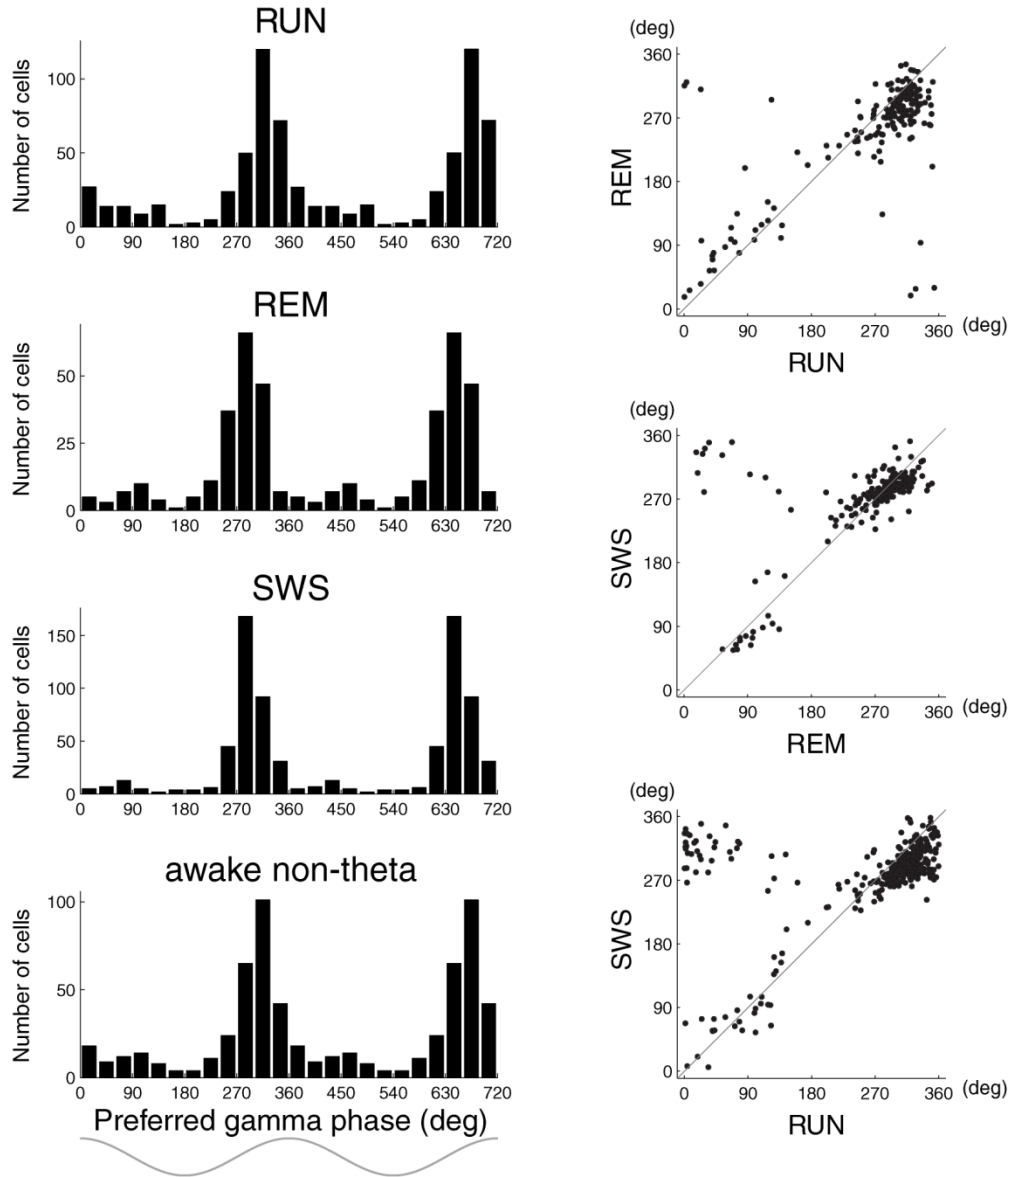 RUN
Number of cells
100
50
0
0 90 180 270 360 450 540 630 720
REM
Number of cells
50
25
0
0 90 180 270 360 450 540 630 720
SWS
Number of cells
150
100
50
0
0 90 180 270 360 450 540 630 720
awake non-theta
Number of cells
100
50
0
0 90 180 270 360 450 540 630 720
Preferred gamma phase (deg)
(deg)
360
270
180
90
0
REM
0 90 180 270 360 (deg)
RUN
(deg)
360
270
180
90
0
SWS
0 90 180 270 360 (deg)
REM
(deg)
360
270
180
90
0
SWS
0 90 180 270 360 (deg)
RUN